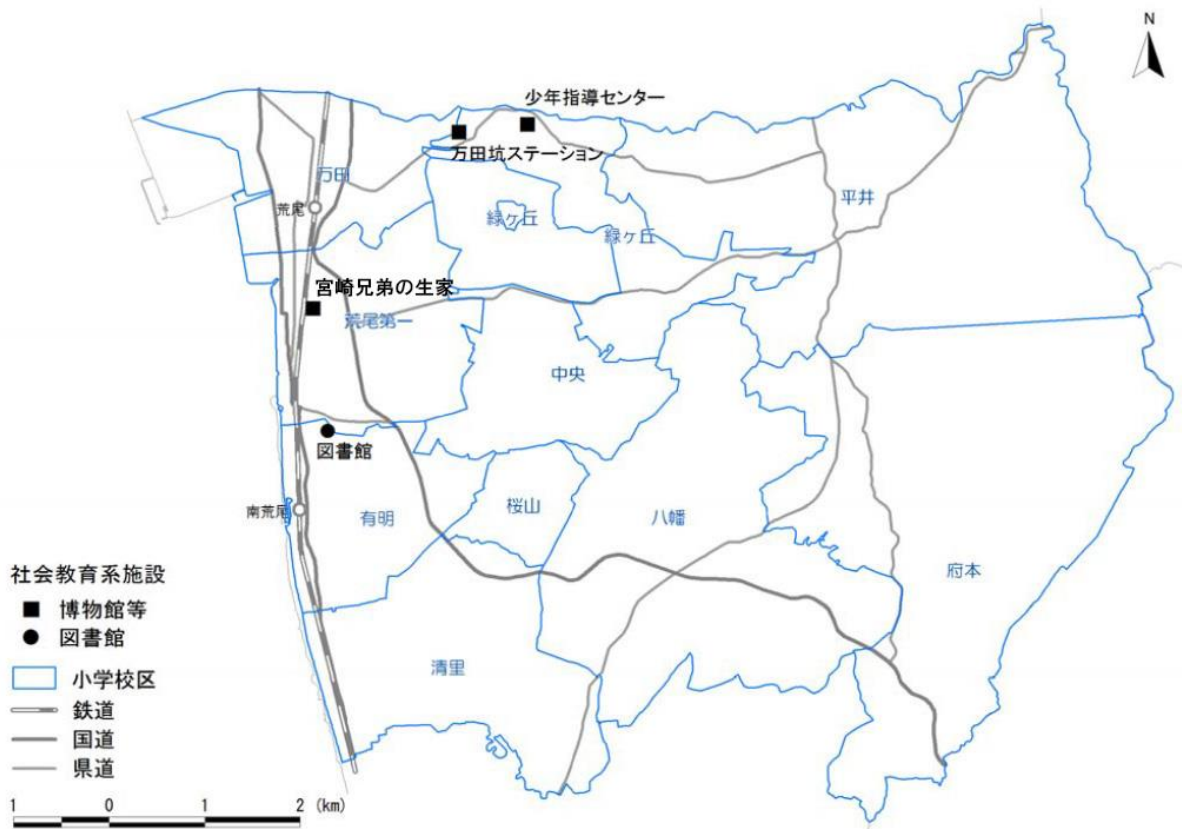 N
少年指導センター
万田坑ステーション
万田
荒尾
緑ヶ丘
緑ヶ丘
平井
宮崎兄弟の生家
荒尾第一
中央
図書館
南荒尾
有明
桜山
八幡
府本
清里
社会教育系施設
博物館等
図書館
小学校区
鉄道
国道
県道
1 0 1 2 (km)